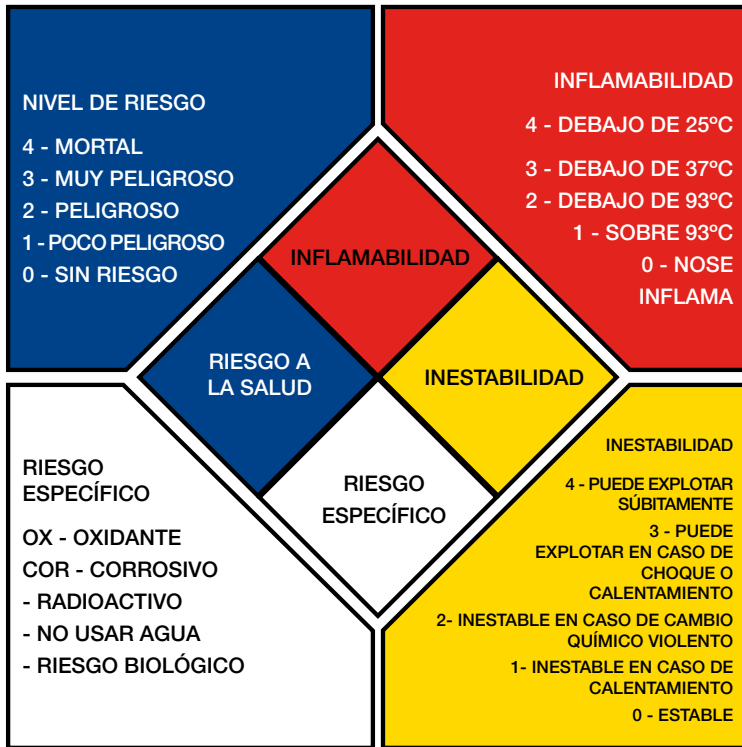 NIVEL DE RIESGO
4 - MORTAL
3 - MUY PELIGROSO
2 - PELIGROSO
1 - POCO PELIGROSO
0 - SIN RIESGO
INFLAMABILIDAD
4 - DEBAJO DE 25ºC
3 - DEBAJO DE 37ºC
2 - DEBAJO DE 93ºC
1 - SOBRE 93ºC
0 - NOSE
INFLAMA
INFLAMABILIDAD
RIESGO A
LA SALUD
INESTABILIDAD
RIESGO
ESPECÍFICO
RIESGO
ESPECÍFICO
OX - OXIDANTE
COR - CORROSIVO
- RADIOACTIVO
- NO USAR AGUA
- RIESGO BIOLÓGICO
INESTABILIDAD
4 - PUEDE EXPLOTAR
SÚBITAMENTE
3 - PUEDE
EXPLOTAR EN CASO DE
CHOQUE O
CALENTAMIENTO
2- INESTABLE EN CASO DE CAMBIO
QUÍMICO VIOLENTO
1- INESTABLE EN CASO DE
CALENTAMIENTO
0 - ESTABLE